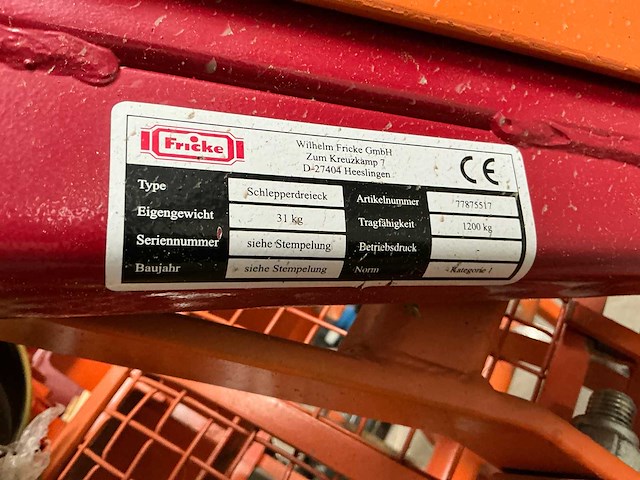 Fricke
Wilhelm Fricke GmbH
Zum Kreuzkamp 7
D-27404 Heeslingen
CE
Type Schlepperdreieck Artikelnummer 77875517
Eigengewicht 31 kg Tragfähigkeit 1200 kg
Seriennummer siehe Stempelung Betriebsdruck -
Baujahr siehe Stempelung Norm Kategorie 1